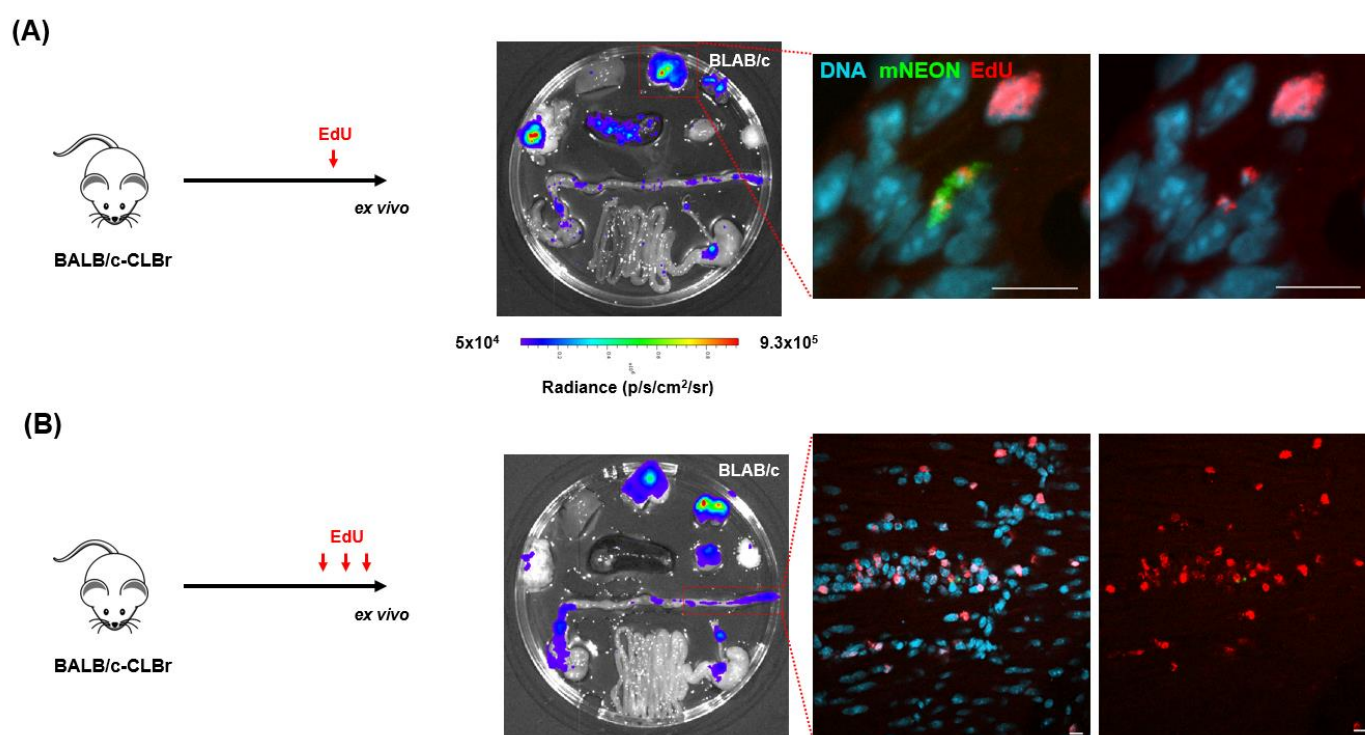 (A)
EdU
ex vivo
BALB/c-CLBr
BLAB/c
DNA mNEON EdU
5x10⁴
9.3x10⁵
Radiance (p/s/cm²/sr)
(B)
EdU
ex vivo
BALB/c-CLBr
BLAB/c